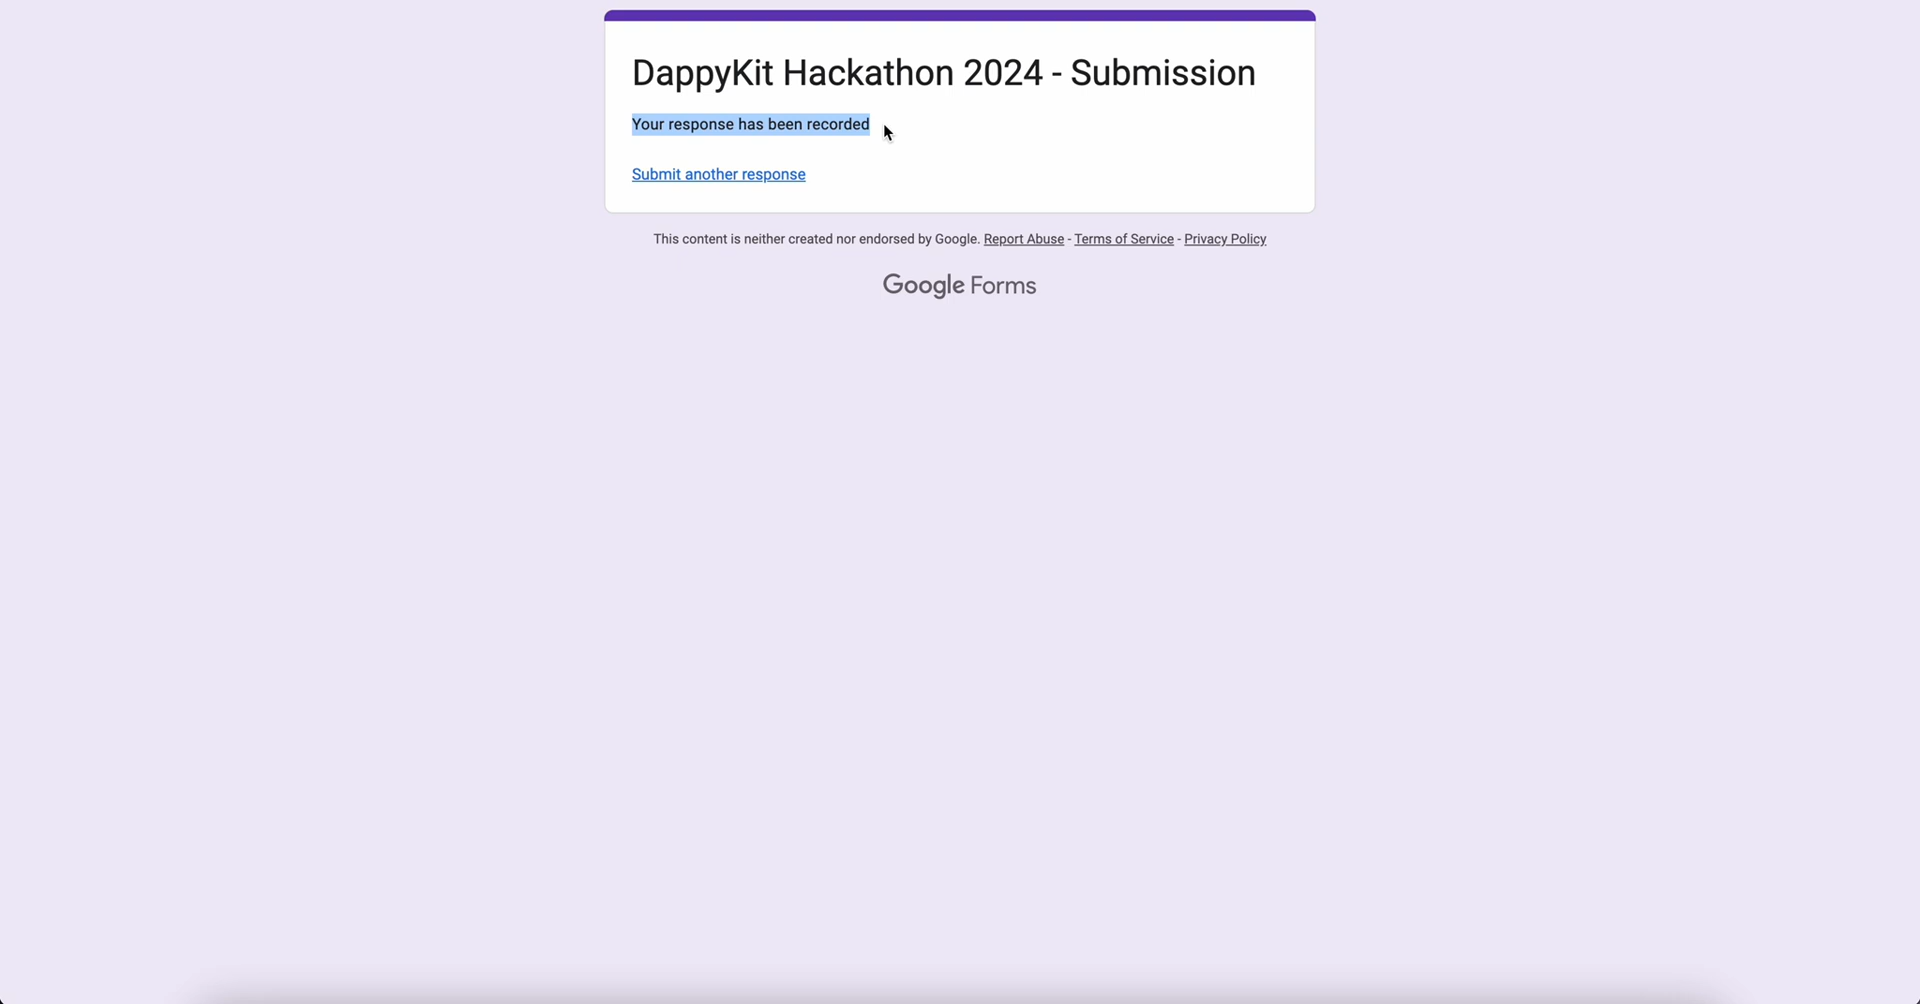 DappyKit Hackathon 2024 - Submission
Your response has been recorded
Submit another response
This content is neither created nor endorsed by Google. Report Abuse - Terms of Service - Privacy Policy
Google Forms